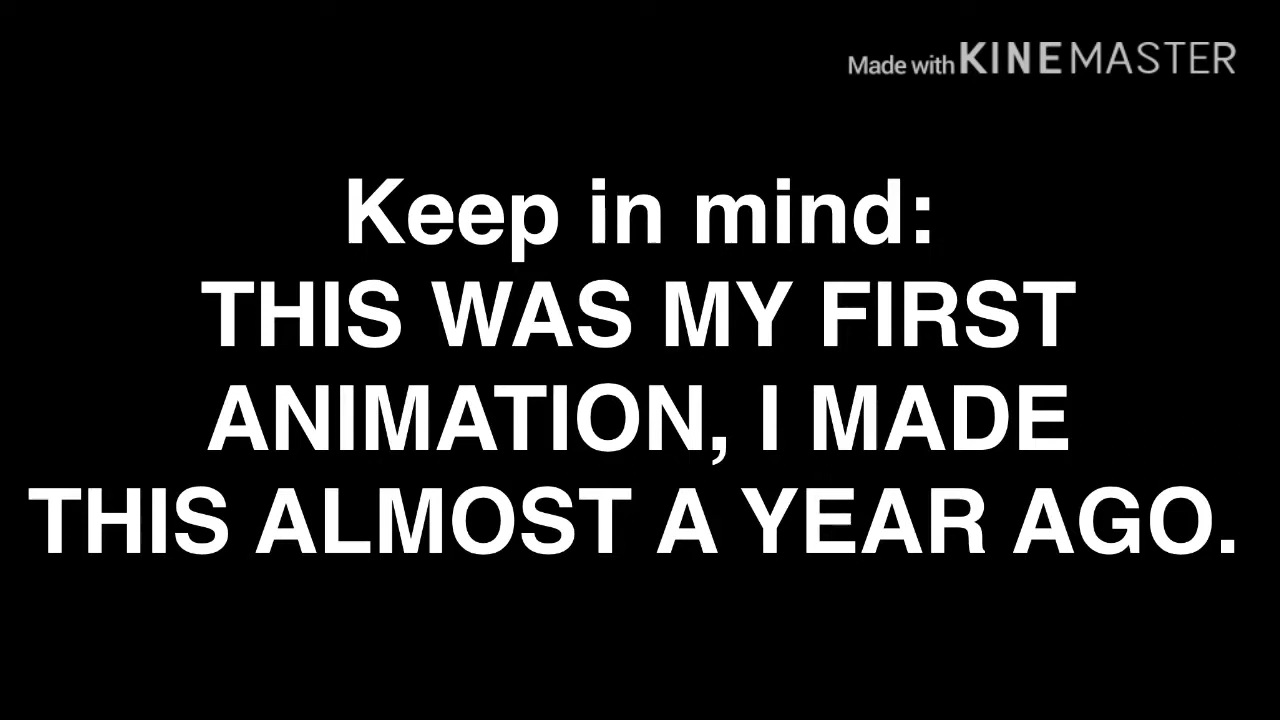 Made with KINEMASTER
Keep in mind:
THIS WAS MY FIRST
ANIMATION, I MADE
THIS ALMOST A YEAR AGO.